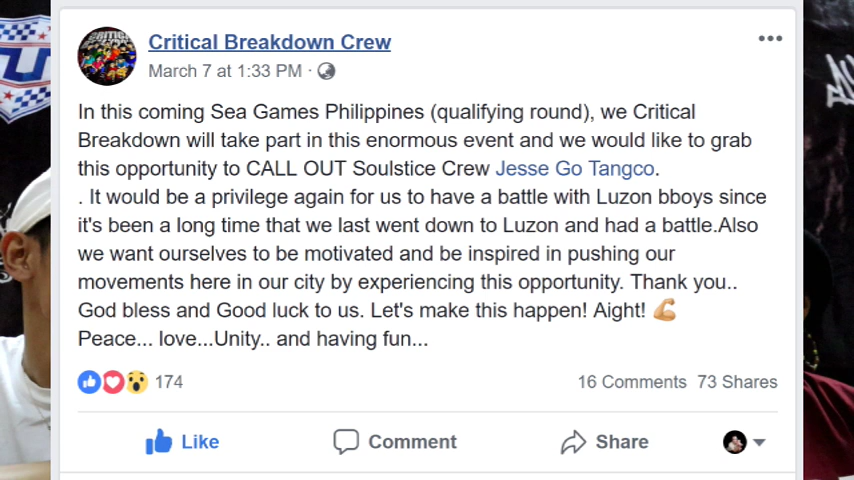 Critical Breakdown Crew
March 7 at 1:33 PM ·
In this coming Sea Games Philippines (qualifying round), we Critical
Breakdown will take part in this enormous event and we would like to grab
this opportunity to CALL OUT Soulstice Crew Jesse Go Tangco.
. It would be a privilege again for us to have a battle with Luzon bboys since
it's been a long time that we last went down to Luzon and had a battle.Also
we want ourselves to be motivated and be inspired in pushing our
movements here in our city by experiencing this opportunity. Thank you..
God bless and Good luck to us. Let's make this happen! Aight! 💪
Peace... love...Unity.. and having fun...
174 16 Comments 73 Shares
Like Comment Share